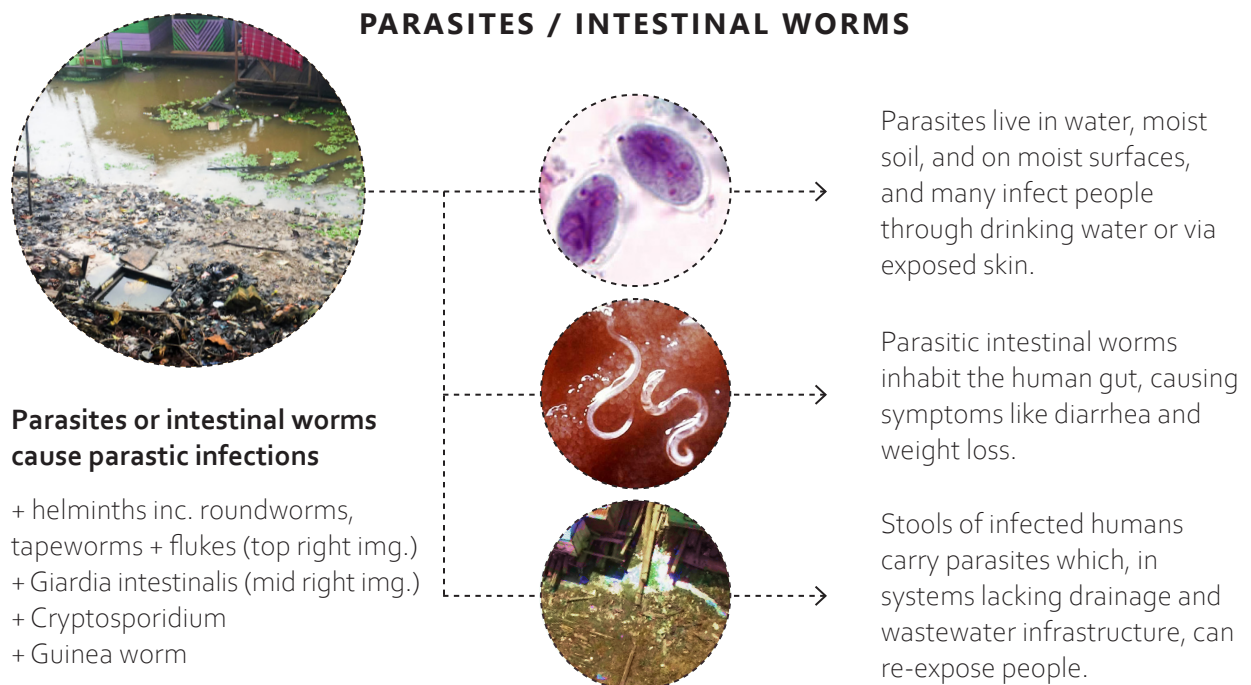 PARASITES / INTESTINAL WORMS
Parasites or intestinal worms
cause parastic infections
+ helminths inc. roundworms,
tapeworms + flukes (top right img.)
+ Giardia intestinalis (mid right img.)
+ Cryptosporidium
+ Guinea worm
Parasites live in water, moist
soil, and on moist surfaces,
and many infect people
through drinking water or via
exposed skin.
Parasitic intestinal worms
inhabit the human gut, causing
symptoms like diarrhea and
weight loss.
Stools of infected humans
carry parasites which, in
systems lacking drainage and
wastewater infrastructure, can
re-expose people.